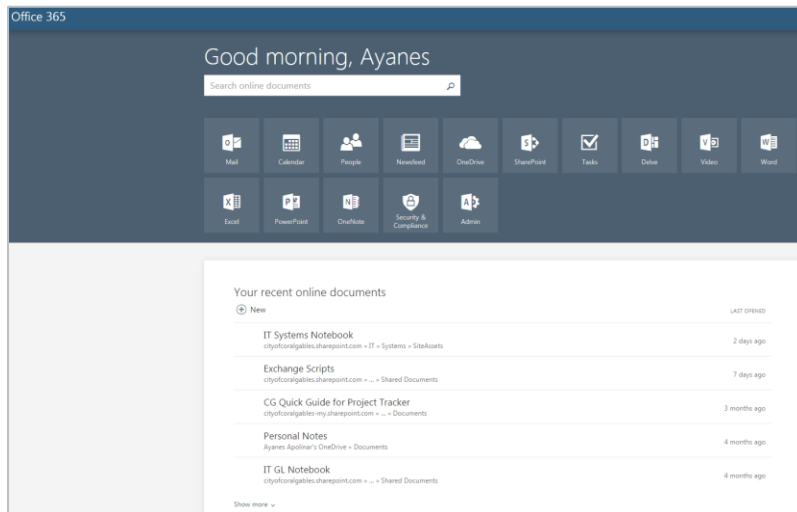 Office 365
Good morning, Ayanes
Search online documents
Mail
Calendar
People
Newsfeed
OneDrive
SharePoint
Tasks
Delve
Video
Word
Excel
PowerPoint
OneNote
Security &
Compliance
Admin
Your recent online documents
New
LAST OPENED
IT Systems Notebook
cityofcoralgables.sharepoint.com » IT » Systems » SiteAssets
2 days ago
Exchange Scripts
cityofcoralgables.sharepoint.com » ... » Shared Documents
7 days ago
CG Quick Guide for Project Tracker
cityofcoralgables-my.sharepoint.com » ... » Documents
3 months ago
Personal Notes
Ayanes Apolinar's OneDrive » Documents
4 months ago
IT GL Notebook
cityofcoralgables.sharepoint.com » ... » Shared Documents
4 months ago
Show more